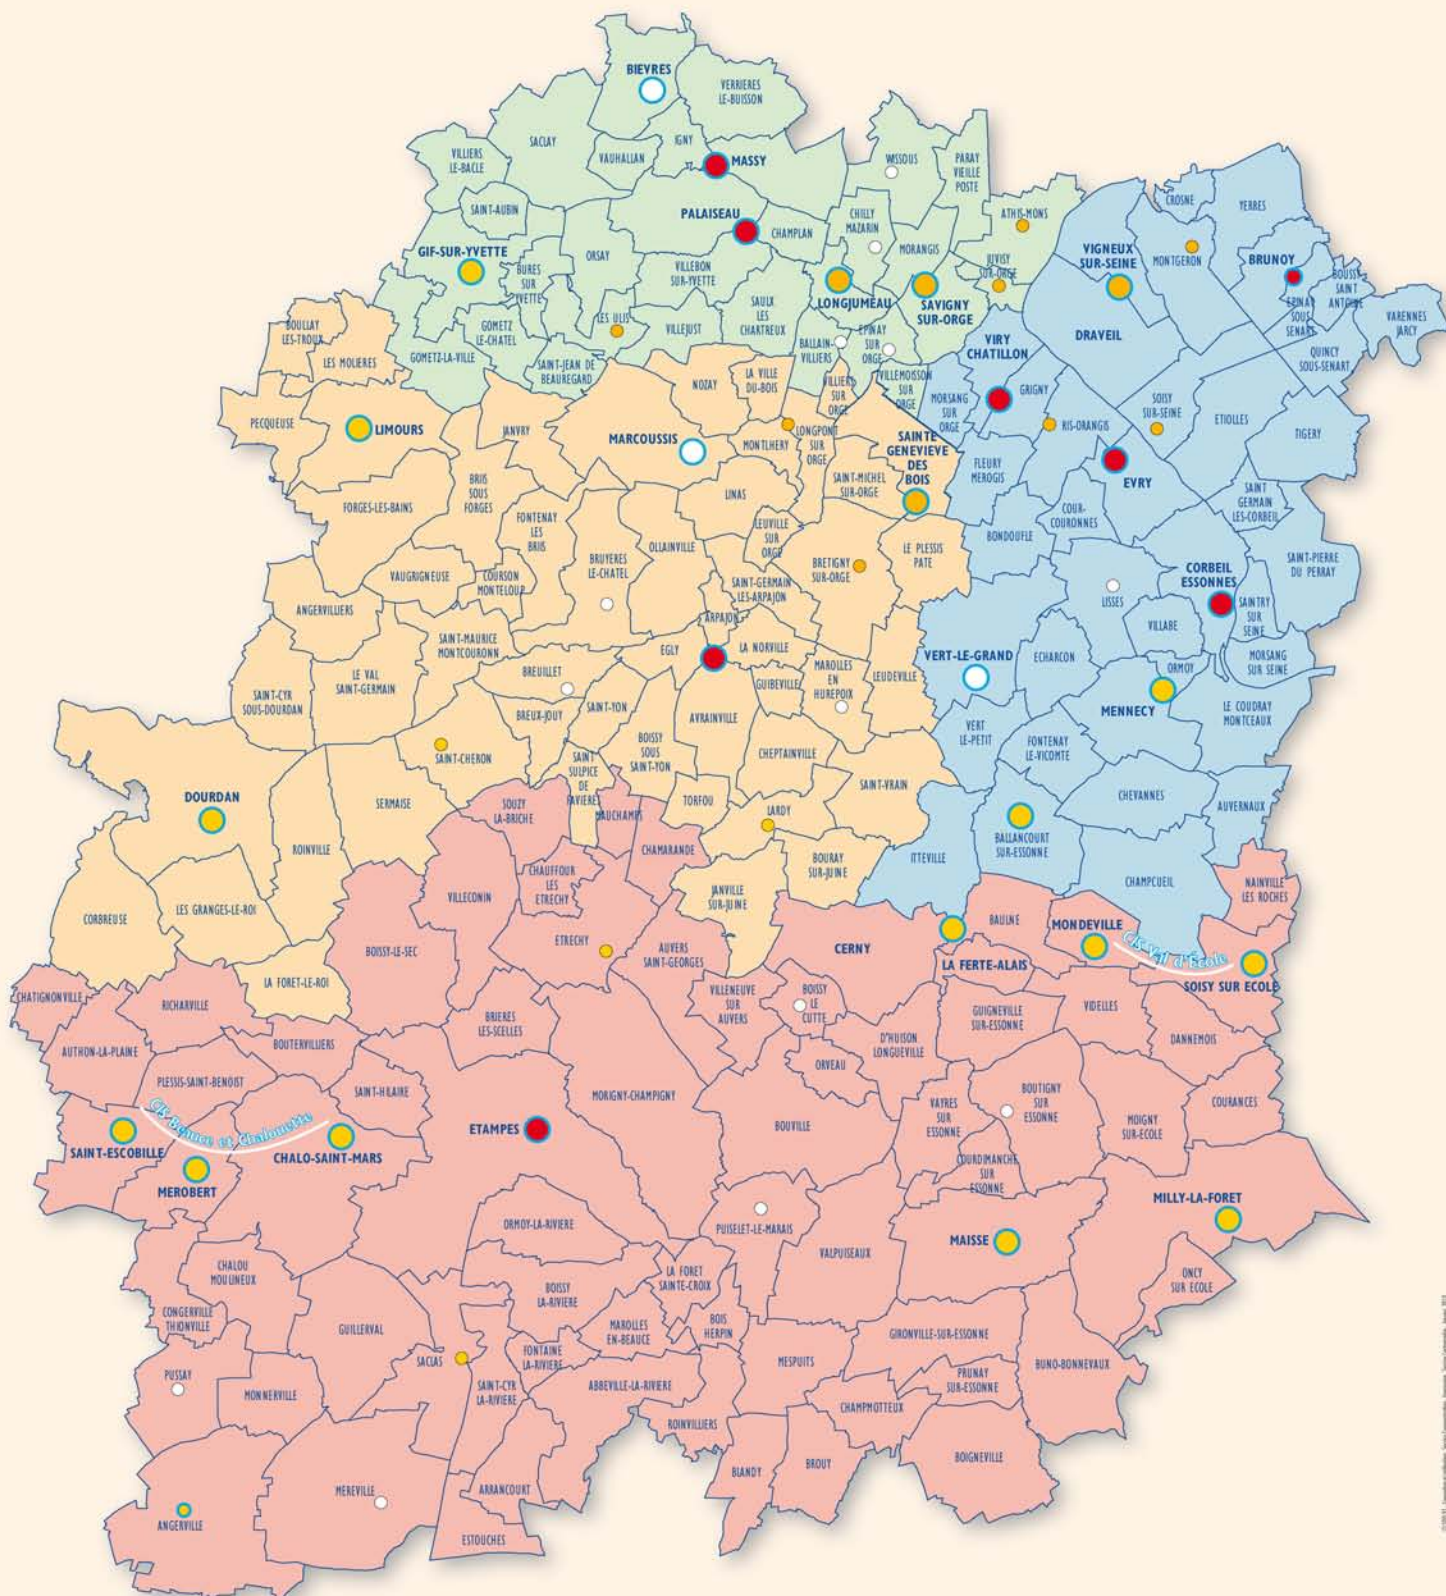 BIEVRES
VERRIERES
LE-BUISSON
SACLAY
IGNY
VAUHALLAN
MASSY
VILLIERS
LE-BACLE
WISSOUS
PARAY
VIEILLE
POSTE
SAINT-AUBIN
PALAISEAU
CHAMPLAN
CHILLY
MAZARIN
MORANGIS
ATHIS-MONS
CROSNE
YERRES
GIF-SUR-YVETTE
BURES
SUR
YVETTE
ORSAY
VILLEBON
SUR-YVETTE
JUVISY
SUR-ORGE
VIGNEUX
SUR-SEINE
MONTGERON
BRUNOY
BOUSSY
SAINT
ANTOINE
EPINAY
SOUS
SENART
VARENNES
JARCY
LONGJUMEAU
SAVIGNY
SUR-ORGE
SAULX
LES
CHARTREUX
LES ULIS
VILLEJUST
GOMETZ
LE-CHATEL
GOMETZ-LA-VILLE
SAINT-JEAN DE
BEAUREGARD
BALLAIN-
VILLIERS
EPINAY
SUR
ORGE
VIRY
CHATILLON
DRAVEIL
QUINCY
SOUS-SENART
BOULLAY
LES-TROUX
LES MOLIERES
NOZAY
LA VILLE
DU-BOIS
VILLIERS
SUR
ORGE
VILLEMOISSON
SUR
ORGE
MORSANG
SUR
ORGE
GRIGNY
SOISY
SUR-SEINE
ETIOLLES
TIGERY
PECQUEUSE
LIMOURS
JANVRY
MARCOUSSIS
MONTLHERY
LONGPONT
SUR
ORGE
SAINTE
GENEVIEVE
DES
BOIS
RIS-ORANGIS
FLEURY
MEROGIS
EVRY
SAINT-MICHEL
SUR-ORGE
LINAS
FORGES-LES-BAINS
BRIIS
SOUS
FORGES
FONTENAY
LES
BRIIS
BRUYERES
LE-CHATEL
OLLAINVILLE
LEUVILLE
SUR
ORGE
COUR-
COURONNES
BONDOUFLE
SAINT
GERMAIN
LES-CORBEIL
SAINT-PIERRE
DU PERRAY
VAUGRIGNEUSE
COURSON
MONTELOUP
SAINT-GERMAIN
LES-ARPAJON
BRETIGNY
SUR-ORGE
LE PLESSIS
PATE
CORBEIL
ESSONNES
LISSES
SAINTRY
SUR
SEINE
VILLABE
ANGERVILLIERS
ARPAJON
SAINT-MAURICE
MONTCOURONN
EGLY
LA NORVILLE
VERT-LE-GRAND
ECHARCON
ORMOY
MORSANG
SUR SEINE
SAINT-CYR
SOUS-DOURDAN
LE VAL
SAINT-GERMAIN
BREUILLET
GUIBEVILLE
MAROLLES
EN
HUREPOIX
LEUDEVILLE
MENNECY
LE COUDRAY
MONTCEAUX
BREUX-JOUY
SAINT-YON
AVRAINVILLE
VERT
LE-PETIT
FONTENAY
LE-VICOMTE
SAINT-CHERON
SAINT
SULPICE
DE
FAVIERES
BOISSY
SOUS
SAINT-YON
CHEPTAINVILLE
SAINT-VRAIN
CHEVANNES
AUVERNAUX
DOURDAN
SERMAISE
SOUZY
LA-BRICHE
MAUCHAMPS
TORFOU
LARDY
BALLANCOURT
SUR-ESSONNE
ROINVILLE
CHAMARANDE
ITTEVILLE
BOURAY
SUR-JUINE
CHAMPCUEIL
NAINVILLE
LES ROCHES
CORBREUSE
LES GRANGES-LE-ROI
VILLECONIN
CHAUFFOUR
LES
ETRECHY
JANVILLE
SUR-JUINE
BAULNE
MONDEVILLE
CIS Val d'École
SOISY SUR ECOLE
BOISSY-LE-SEC
ETRECHY
AUVERS
SAINT-GEORGES
CERNY
LA FERTE-ALAIS
CHATIGNONVILLE
RICHARVILLE
LA FORET-LE-ROI
VILLENEUVE
SUR
AUVERS
BOISSY
LE
CUTTE
GUIGNEVILLE
SUR-ESSONNE
VIDELLES
DANNEMOIS
AUTHON-LA-PLAINE
BOUTERVILLIERS
BRIERES
LES-SCELLES
D'HUISON
LONGUEVILLE
ORVEAU
PLESSIS-SAINT-BENOIST
SAINT-HILAIRE
MORIGNY-CHAMPIGNY
BOUTIGNY
SUR
ESSONNE
COURANCES
CIS Beauce et Chalouette
ETAMPES
BOUVILLE
VAYRES
SUR
ESSONNE
MOIGNY
SUR-ECOLE
SAINT-ESCOBILLE
CHALO-SAINT-MARS
MEROBERT
COURDIMANCHE
SUR
ESSONNE
MILLY-LA-FORET
ORMOY-LA-RIVIERE
PUISELET-LE-MARAIS
VALPUISEAUX
MAISSE
CHALOU
MOULINEUX
BOISSY
LA-RIVIERE
LA FORET
SAINTE-CROIX
ONCY
SUR ECOLE
CONGERVILLE
THIONVILLE
GUILLERVAL
MAROLLES
EN-BEAUCE
BOIS
HERPIN
GIRONVILLE-SUR-ESSONNE
SACLAS
FONTAINE
LA-RIVIERE
MESPUITS
BUNO-BONNEVAUX
PUSSAY
MONNERVILLE
SAINT-CYR
LA-RIVIERE
ABBEVILLE-LA-RIVIERE
PRUNAY
SUR-ESSONNE
ROINVILLIERS
CHAMPMOTTEUX
BLANDY
BROUY
BOIGNEVILLE
MEREVILLE
ARRANCOURT
ANGERVILLE
ESTOUCHES